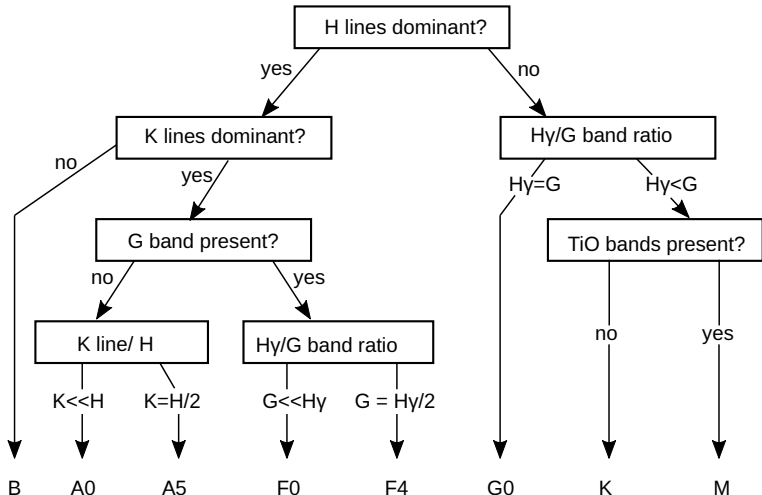 H lines dominant?
yes
no
K lines dominant?
Hγ/G band ratio
no
yes
Hγ=G
Hγ<G
G band present?
TiO bands present?
no
yes
K line/ H
Hγ/G band ratio
no
yes
K<<H
K=H/2
G<<Hγ
G = Hγ/2
B
A0
A5
F0
F4
G0
K
M